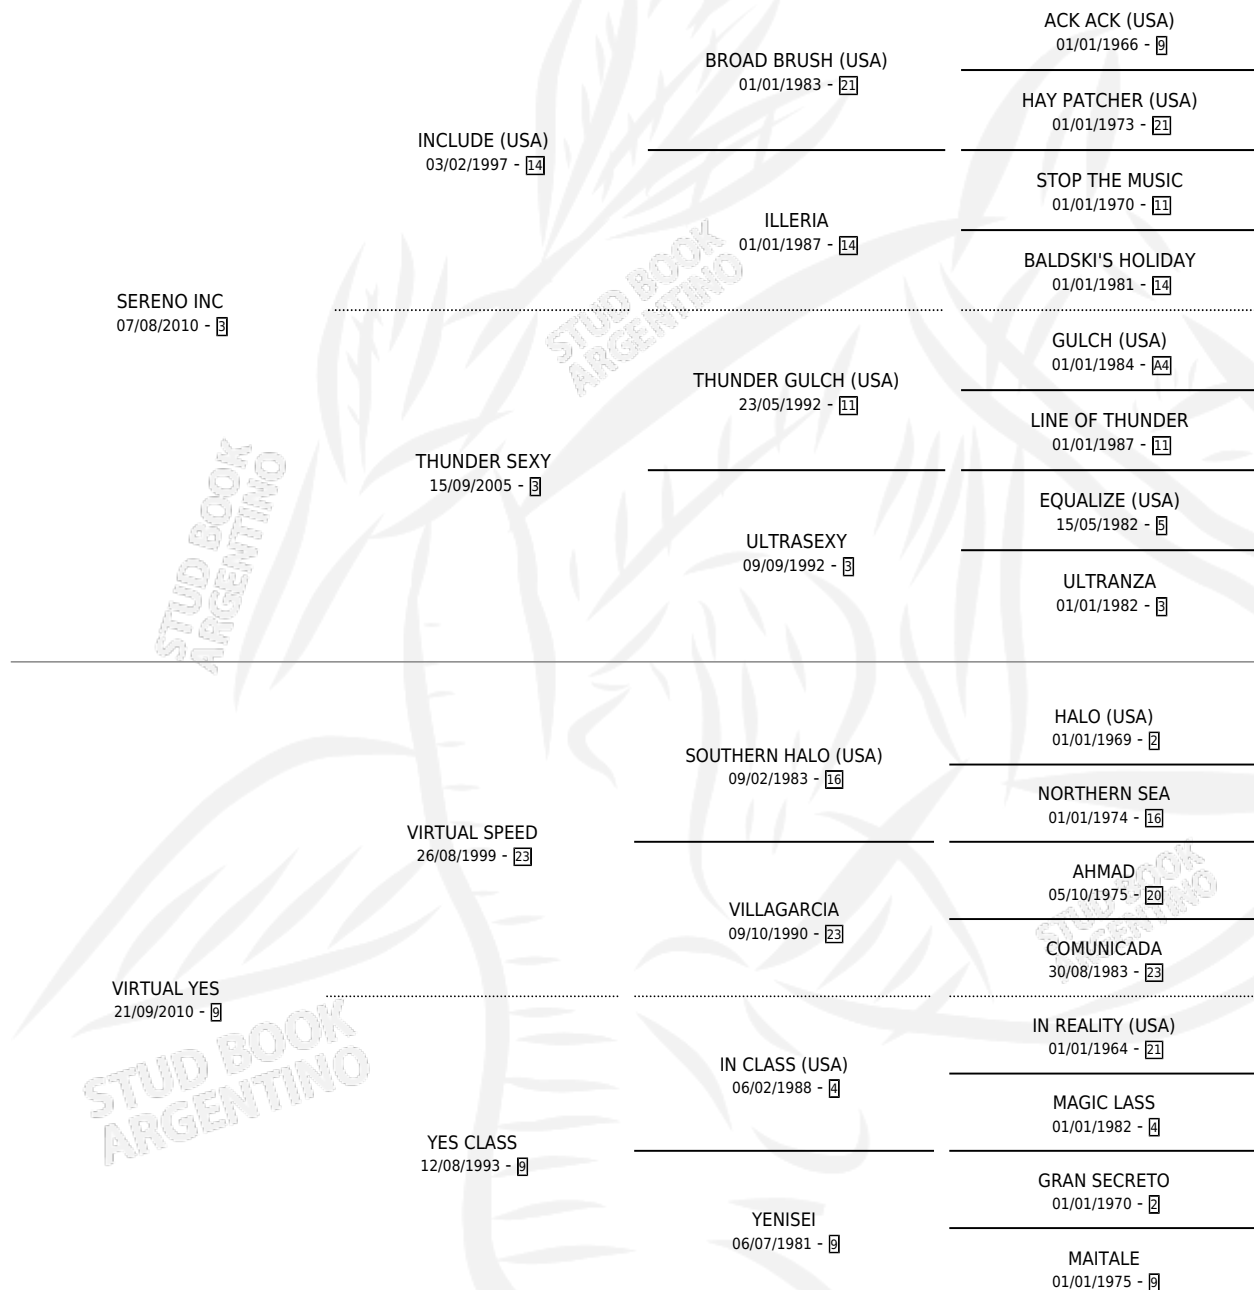 ACK ACK (USA)
01/01/1966 - 9
BROAD BRUSH (USA)
01/01/1983 - 21
HAY PATCHER (USA)
01/01/1973 - 21
INCLUDE (USA)
03/02/1997 - 14
STOP THE MUSIC
01/01/1970 - 11
ILLERIA
01/01/1987 - 14
BALDSKI'S HOLIDAY
01/01/1981 - 14
SERENO INC
07/08/2010 - 3
STUD BOOK
ARGENTINO
GULCH (USA)
01/01/1984 - A4
THUNDER GULCH (USA)
23/05/1992 - 11
LINE OF THUNDER
01/01/1987 - 11
THUNDER SEXY
15/09/2005 - 3
EQUALIZE (USA)
15/05/1982 - 5
ULTRASEXY
09/09/1992 - 3
ULTRANZA
01/01/1982 - 3
STUD BOOK
ARGENTINO
HALO (USA)
01/01/1969 - 2
SOUTHERN HALO (USA)
09/02/1983 - 16
NORTHERN SEA
01/01/1974 - 16
VIRTUAL SPEED
26/08/1999 - 23
AHMAD
05/10/1975 - 20
VILLAGARCIA
09/10/1990 - 23
COMUNICADA
30/08/1983 - 23
STUD BOOK
ARGENTINO
VIRTUAL YES
21/09/2010 - 9
IN REALITY (USA)
01/01/1964 - 21
IN CLASS (USA)
06/02/1988 - 4
MAGIC LASS
01/01/1982 - 4
STUD BOOK
ARGENTINO
YES CLASS
12/08/1993 - 9
GRAN SECRETO
01/01/1970 - 2
YENISEI
06/07/1981 - 9
MAITALE
01/01/1975 - 9